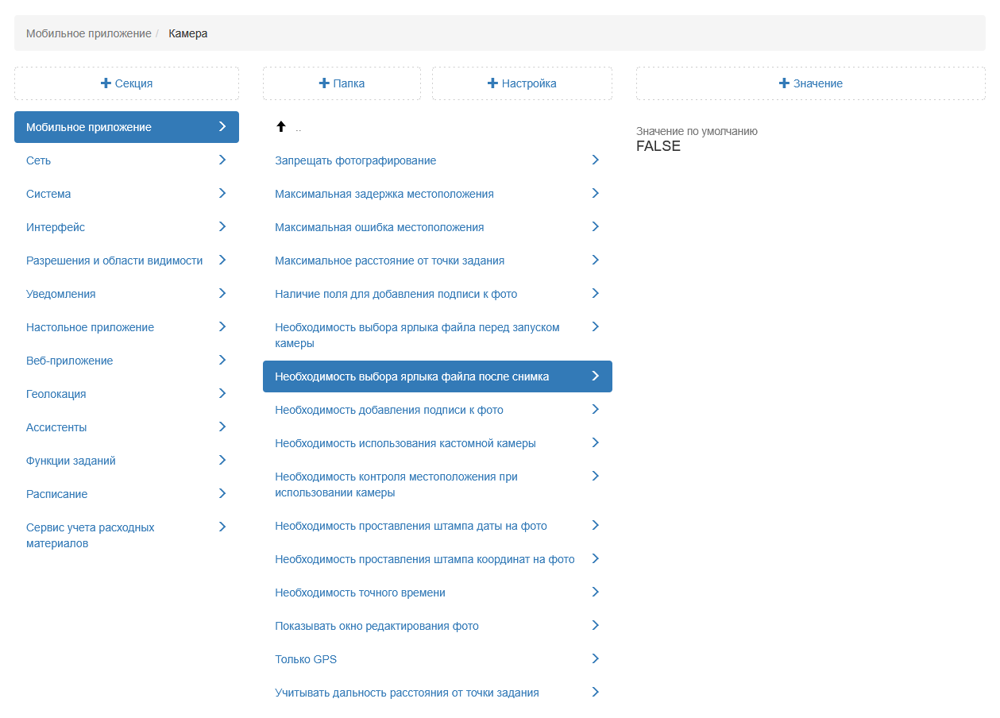 Мобильное приложение / Камера
Секция
Папка
Настройка
Значение
Мобильное приложение
Сеть
Система
Интерфейс
Разрешения и области видимости
Уведомления
Настольное приложение
Веб-приложение
Геолокация
Ассистенты
Функции заданий
Расписание
Сервис учета расходных
материалов
..
Запрещать фотографирование
Максимальная задержка местоположения
Максимальная ошибка местоположения
Максимальное расстояние от точки задания
Наличие поля для добавления подписи к фото
Необходимость выбора ярлыка файла перед запуском
камеры
Необходимость выбора ярлыка файла после снимка
Необходимость добавления подписи к фото
Необходимость использования кастомной камеры
Необходимость контроля местоположения при
использовании камеры
Необходимость проставления штампа даты на фото
Необходимость проставления штампа координат на фото
Необходимость точного времени
Показывать окно редактирования фото
Только GPS
Учитывать дальность расстояния от точки задания
Значение по умолчанию
FALSE